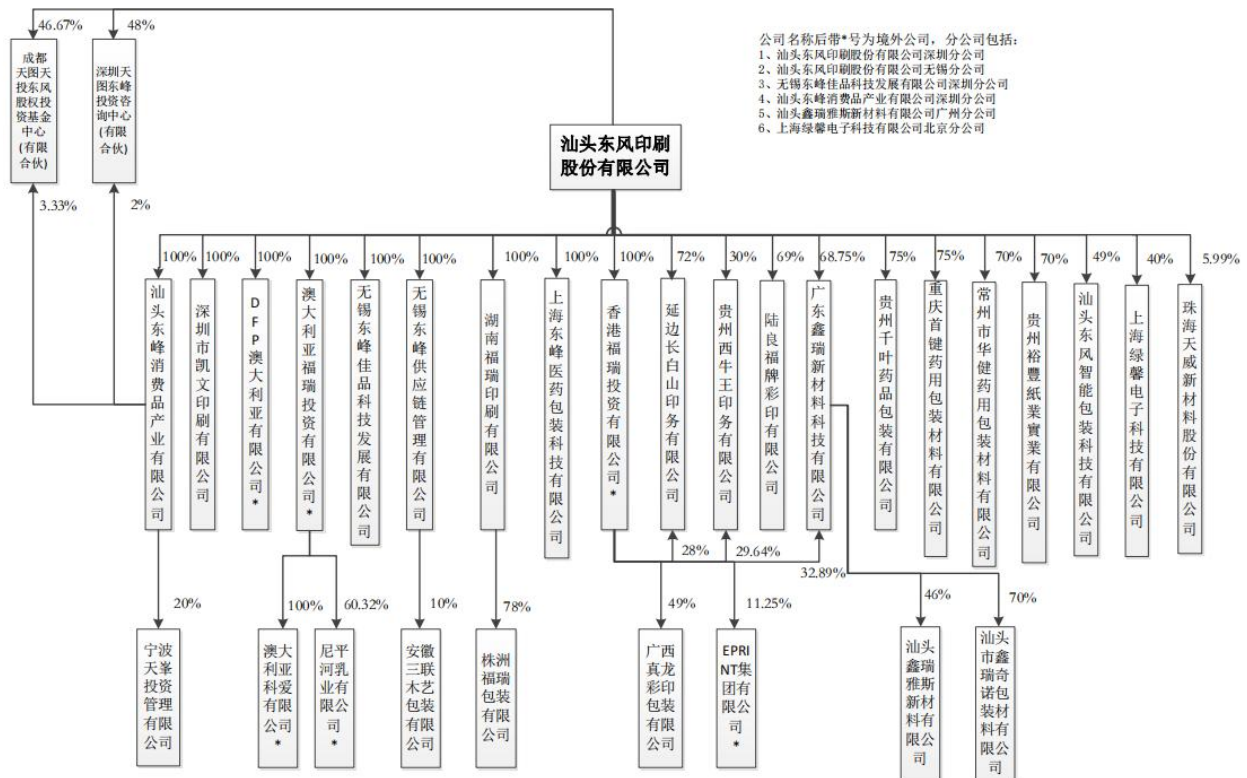 46.67%
48%
成都
天图天
投东风
股权投
资基金
中心
(有限
合伙)
深圳天
图东峰
投资咨
询中心
(有限
合伙)
公司名称后带*号为境外公司，分公司包括：
1、汕头东风印刷股份有限公司深圳分公司
2、汕头东风印刷股份有限公司无锡分公司
3、无锡东峰佳品科技发展有限公司深圳分公司
4、汕头东峰消费品产业有限公司深圳分公司
5、汕头鑫瑞雅斯新材料有限公司广州分公司
6、上海绿馨电子科技有限公司北京分公司
汕头东风印刷
股份有限公司
3.33%
2%
100%
100%
100%
100%
100%
100%
100%
100%
100%
72%
30%
69%
68.75%
75%
75%
70%
70%
49%
40%
5.99%
汕头东峰消费品产业有限公司
深圳市凯文印刷有限公司
DFP澳大利亚有限公司*
澳大利亚福瑞投资有限公司*
无锡东峰佳品科技发展有限公司
无锡东峰供应链管理有限公司
湖南福瑞印刷有限公司
上海东峰医药包装科技有限公司
香港福瑞投资有限公司*
延边长白山印务有限公司
贵州西牛王印务有限公司
陆良福牌彩印有限公司
广东鑫瑞新材料科技有限公司
贵州千叶药品包装有限公司
重庆首键药用包装材料有限公司
常州市华健药用包装材料有限公司
贵州裕豐紙業實業有限公司
汕头东风智能包装科技有限公司
上海绿馨电子科技有限公司
珠海天威新材料股份有限公司
28%
29.64%
32.89%
20%
100%
60.32%
10%
78%
49%
11.25%
46%
70%
宁波
天峯
投资
管理
有限
公司
澳大
利亚
科爱
有限
公司
*
尼平
河乳
业有
限公
司
*
安徽
三联
木艺
包装
有限
公司
株洲
福瑞
包装
有限
公司
广西
真龙
彩印
包装
有限
公司
EPRI
NT集
团有
限公
司
*
汕头
鑫瑞
雅斯
新材
料有
限公
司
汕头
市鑫
瑞奇
诺包
装材
料有
限公
司